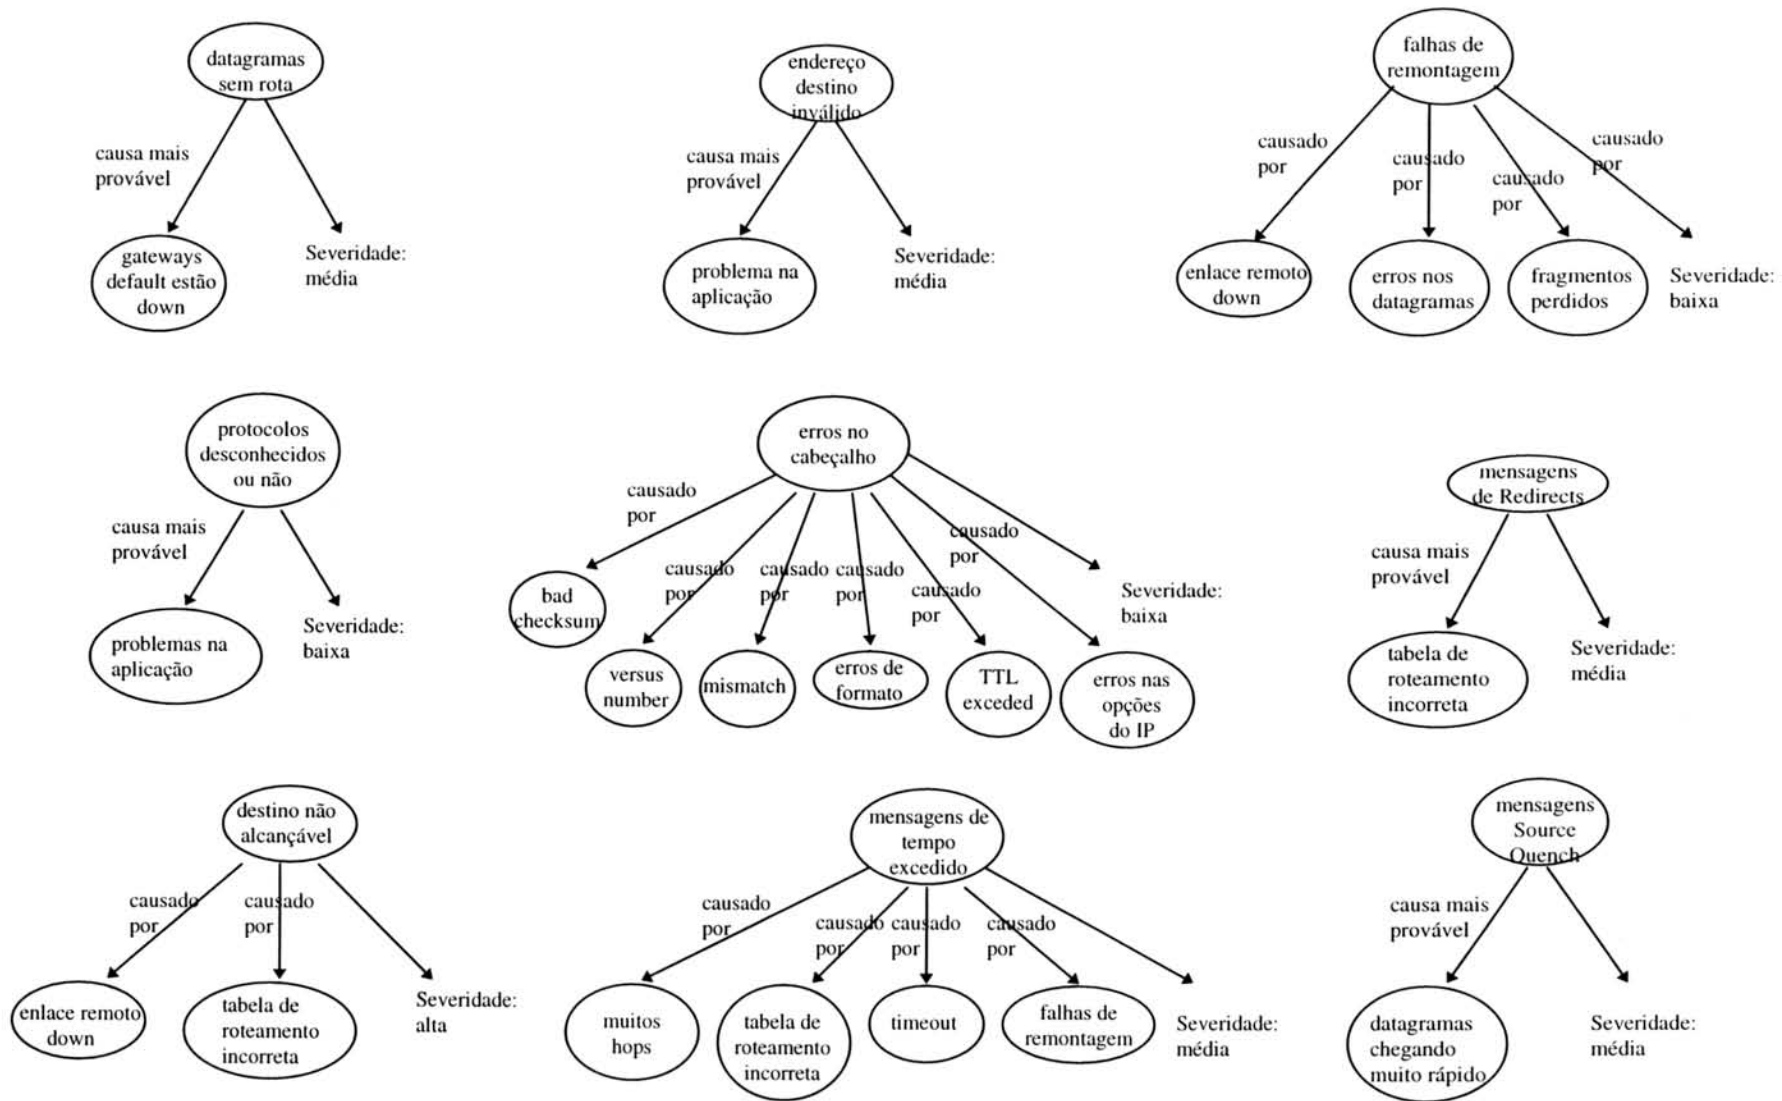 datagramas
sem rota
causa mais
provável
gateways
default estão
down
Severidade:
média
endereço
destino
inválido
causa mais
provável
problema na
aplicação
Severidade:
média
falhas de
remontagem
causado
por
causado
por
causado
por
causado
por
enlace remoto
down
erros nos
datagramas
fragmentos
perdidos
Severidade:
baixa
protocolos
desconhecidos
ou não
causa mais
provável
problemas na
aplicação
Severidade:
baixa
erros no
cabeçalho
causado
por
causado
por
causado
por
causado
por
causado
por
causado
por
bad
checksum
versus
number
mismatch
erros de
formato
TTL
exceded
erros nas
opções
do IP
Severidade:
baixa
mensagens
de Redirects
causa mais
provável
tabela de
roteamento
incorreta
Severidade:
média
destino não
alcançável
causado
por
causado
por
enlace remoto
down
tabela de
roteamento
incorreta
Severidade:
alta
mensagens de
tempo
excedido
causado
por
causado
por
causado
por
causado
por
muitos
hops
tabela de
roteamento
incorreta
timeout
falhas de
remontagem
Severidade:
média
mensagens
Source
Quench
causa mais
provável
datagramas
chegando
muito rápido
Severidade:
média